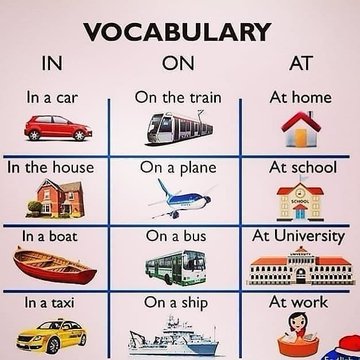 VOCABULARY
IN ON AT
In a car On the train At home
In the house On a plane At school
SCHOOL
In a boat On a bus At University
UNIVERSITY
In a taxi On a ship At work